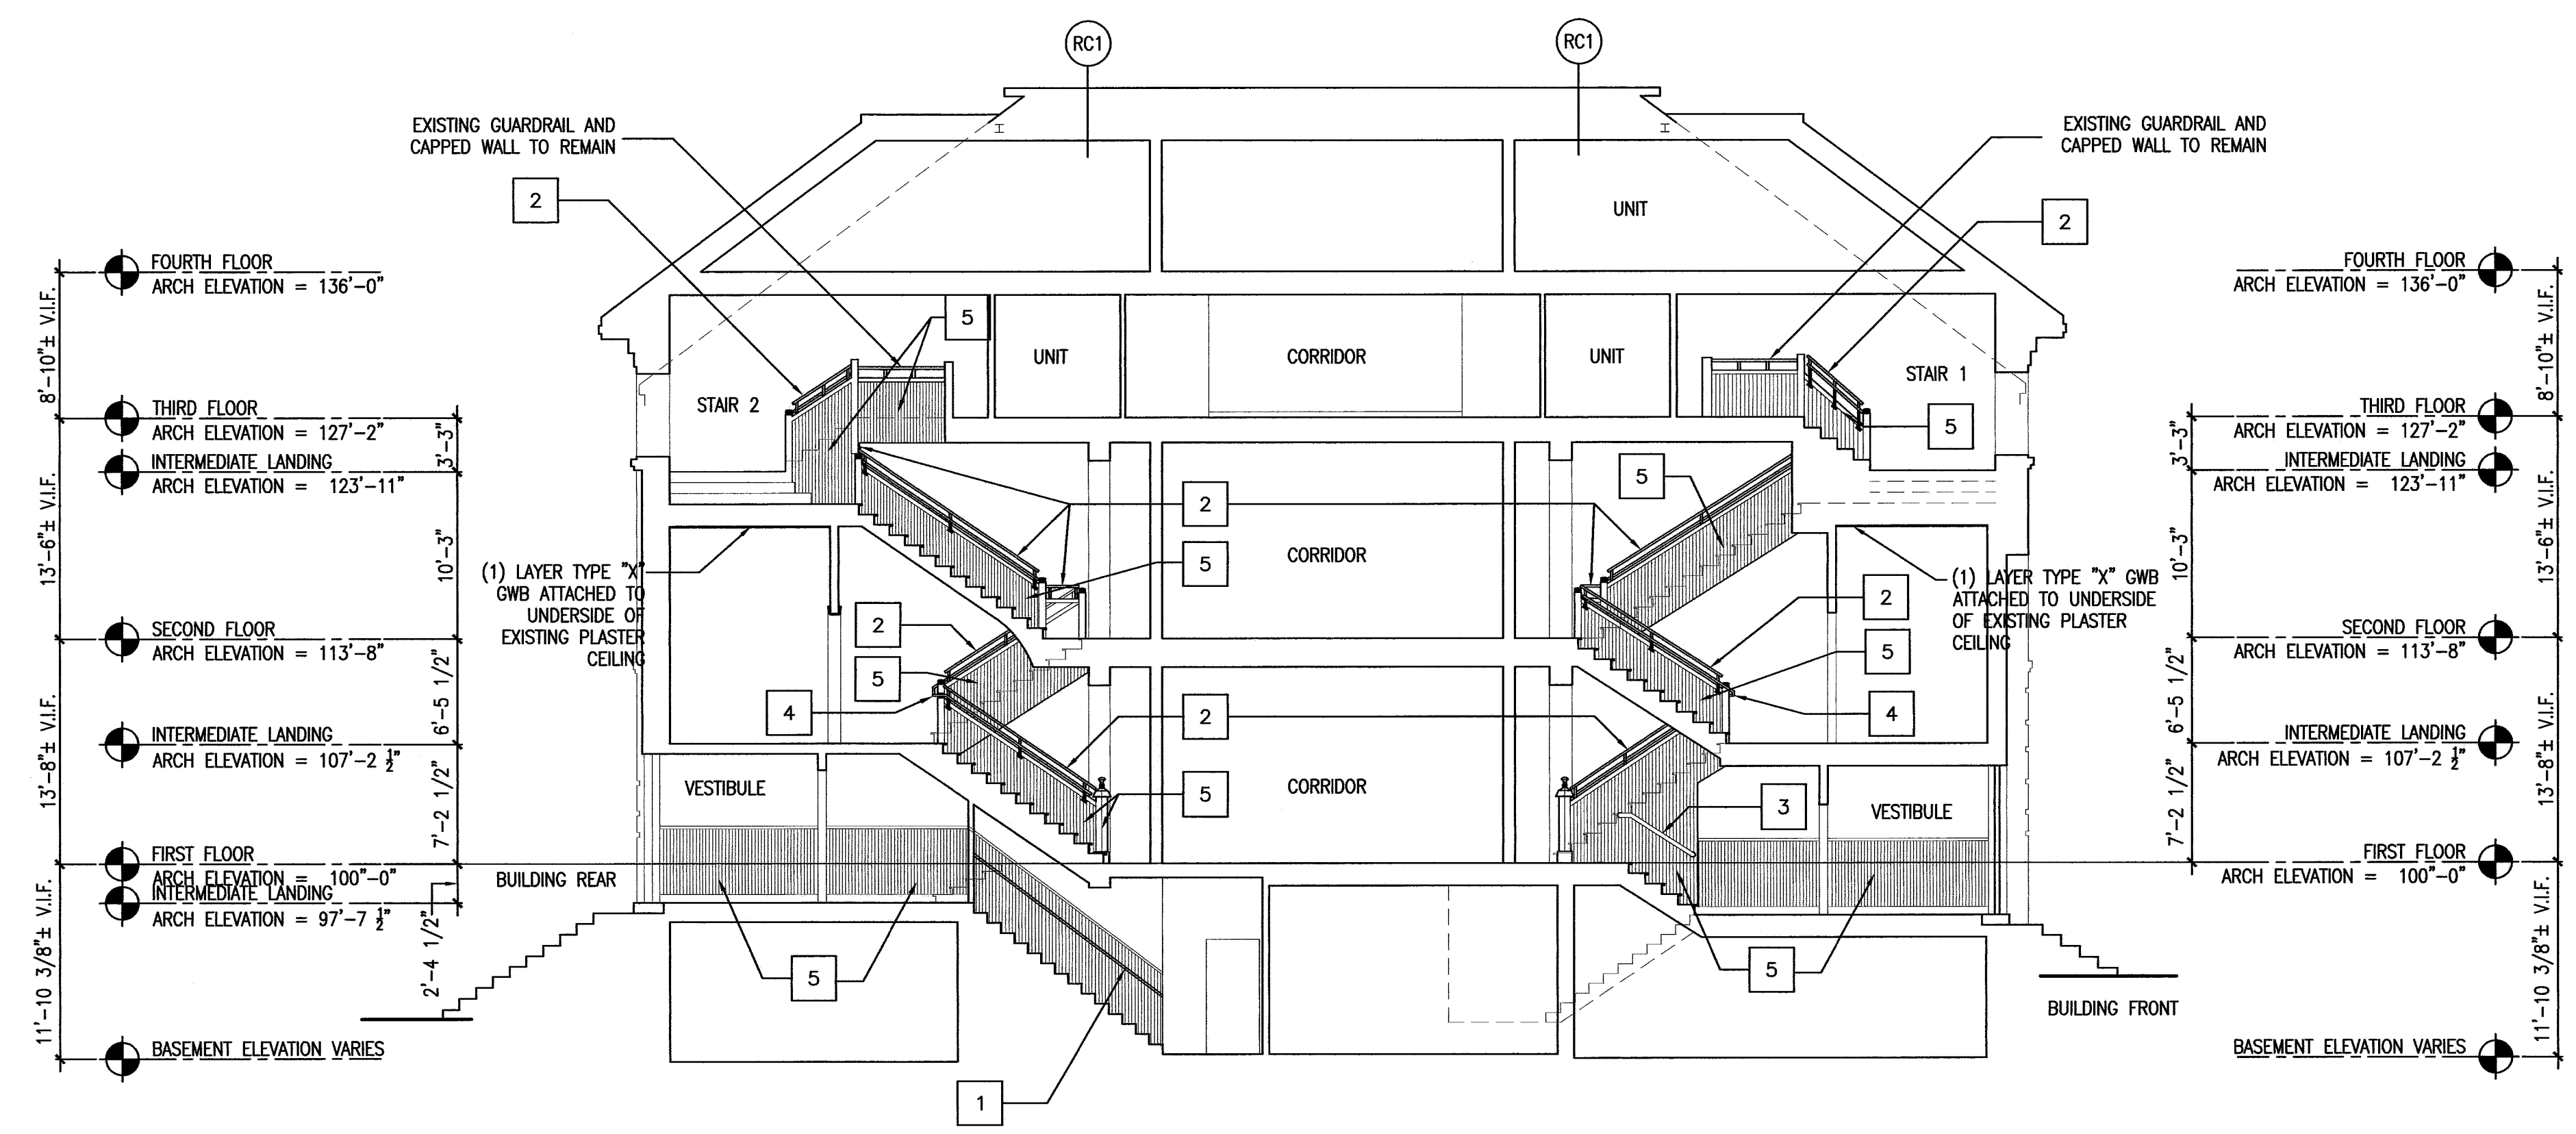 RC1
RC1
EXISTING GUARDRAIL AND
CAPPED WALL TO REMAIN
EXISTING GUARDRAIL AND
CAPPED WALL TO REMAIN
2
UNIT
2
FOURTH FLOOR
ARCH ELEVATION = 136'-0"
FOURTH FLOOR
ARCH ELEVATION = 136'-0"
8'-10"± V.I.F.
8'-10"± V.I.F.
5
UNIT
CORRIDOR
UNIT
STAIR 1
STAIR 2
THIRD FLOOR
ARCH ELEVATION = 127'-2"
THIRD FLOOR
ARCH ELEVATION = 127'-2"
5
3'-3"
3'-3"
INTERMEDIATE LANDING
ARCH ELEVATION = 123'-11"
INTERMEDIATE LANDING
ARCH ELEVATION = 123'-11"
5
2
13'-6"± V.I.F.
10'-3"
10'-3"
13'-6"± V.I.F.
5
CORRIDOR
(1) LAYER TYPE "X"
GWB ATTACHED TO
UNDERSIDE OF
EXISTING PLASTER
CEILING
(1) LAYER TYPE "X" GWB
ATTACHED TO UNDERSIDE
OF EXISTING PLASTER
CEILING
2
2
SECOND FLOOR
ARCH ELEVATION = 113'-8"
SECOND FLOOR
ARCH ELEVATION = 113'-8"
5
5
6'-5 1/2"
6'-5 1/2"
4
2
4
INTERMEDIATE LANDING
ARCH ELEVATION = 107'-2 1/2"
INTERMEDIATE LANDING
ARCH ELEVATION = 107'-2 1/2"
13'-8"± V.I.F.
13'-8"± V.I.F.
7'-2 1/2"
7'-2 1/2"
VESTIBULE
5
CORRIDOR
3
VESTIBULE
FIRST FLOOR
ARCH ELEVATION = 100"-0"
FIRST FLOOR
ARCH ELEVATION = 100"-0"
INTERMEDIATE LANDING
ARCH ELEVATION = 97'-7 1/2"
BUILDING REAR
2'-4 1/2"
11'-10 3/8"± V.I.F.
11'-10 3/8"± V.I.F.
5
5
BUILDING FRONT
BASEMENT ELEVATION VARIES
BASEMENT ELEVATION VARIES
1